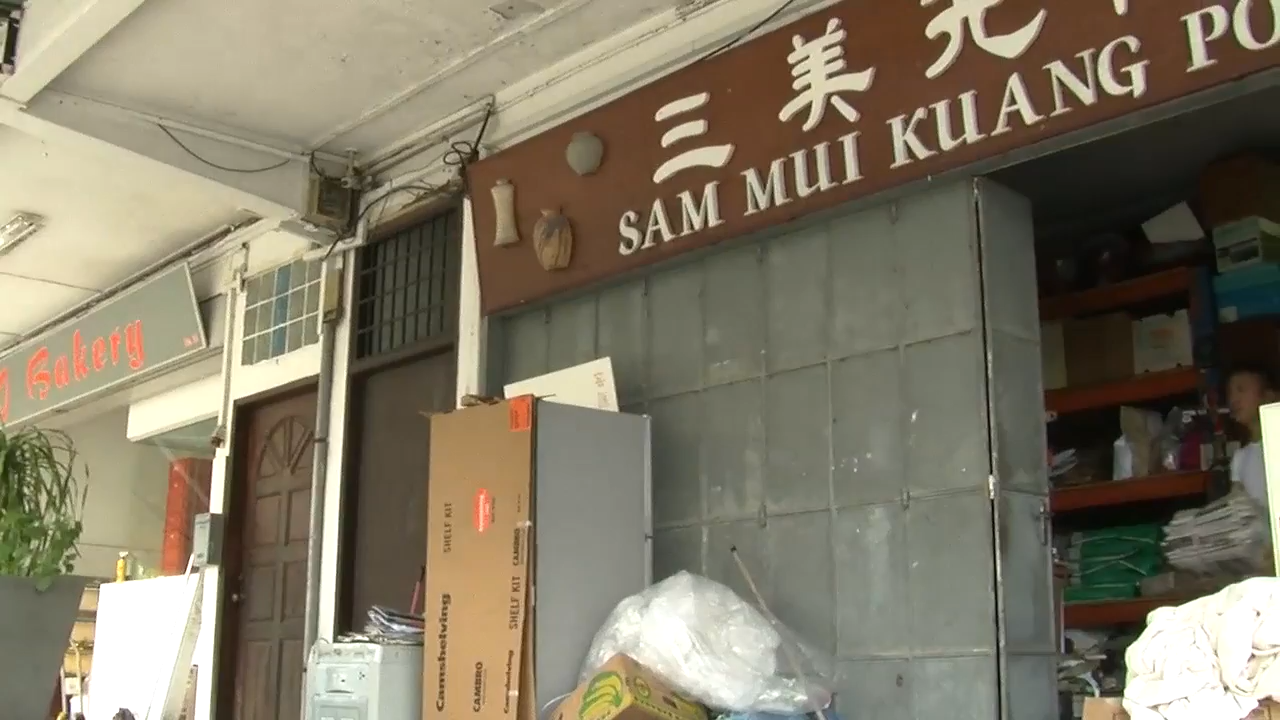 三美光
SAM MUI KUANG PO
Bakery
SHELF KIT
CAMBRO
SHELF KIT
Camshelving
CAMBRO
Camshelving